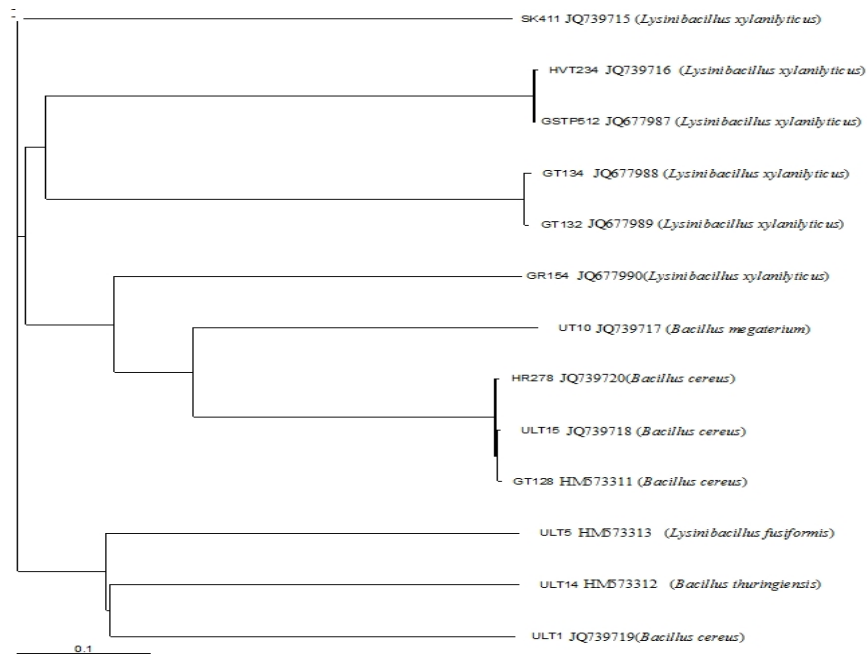 SK411 JQ739715 (Lysinibacillus xylanilyticus)
HVT234 JQ739716 (Lysinibacillus xylanilyticus)
GSTP512 JQ677987 (Lysinibacillus xylanilyticus)
GT134 JQ677988 (Lysinibacillus xylanilyticus)
GT132 JQ677989 (Lysinibacillus xylanilyticus)
GR154 JQ677990(Lysinibacillus xylanilyticus)
UT10 JQ739717 (Bacillus megaterium)
HR278 JQ739720(Bacillus cereus)
ULT15 JQ739718 (Bacillus cereus)
GT128 HM573311 (Bacillus cereus)
ULT5 HM573313 (Lysinibacillus fusiformis)
ULT14 HM573312 (Bacillus thuringiensis)
ULT1 JQ739719(Bacillus cereus)
0.1